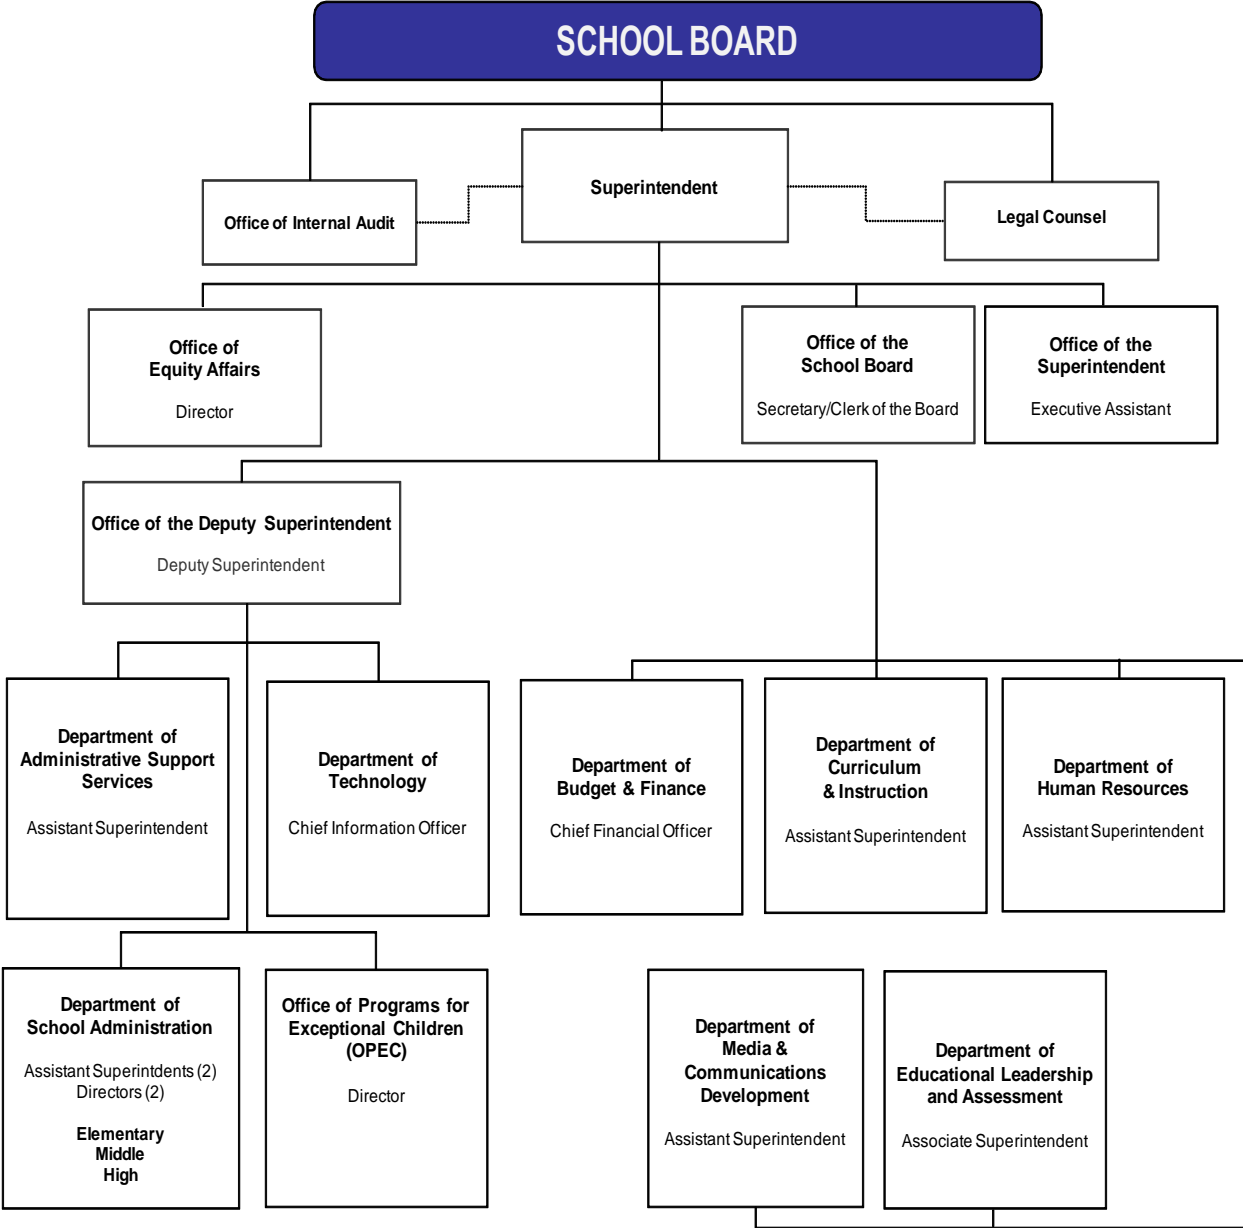 SCHOOL BOARD
Superintendent
Office of Internal Audit
Legal Counsel
Office of
Equity Affairs
Director
Office of the
School Board
Secretary/Clerk of the Board
Office of the
Superintendent
Executive Assistant
Office of the Deputy Superintendent
Deputy Superintendent
Department of
Administrative Support
Services
Assistant Superintendent
Department of
Technology
Chief Information Officer
Department of
Budget & Finance
Chief Financial Officer
Department of
Curriculum
& Instruction
Assistant Superintendent
Department of
Human Resources
Assistant Superintendent
Department of
School Administration
Assistant Superintdents (2)
Directors (2)
Elementary
Middle
High
Office of Programs for
Exceptional Children
(OPEC)
Director
Department of
Media &
Communications
Development
Assistant Superintendent
Department of
Educational Leadership
and Assessment
Associate Superintendent